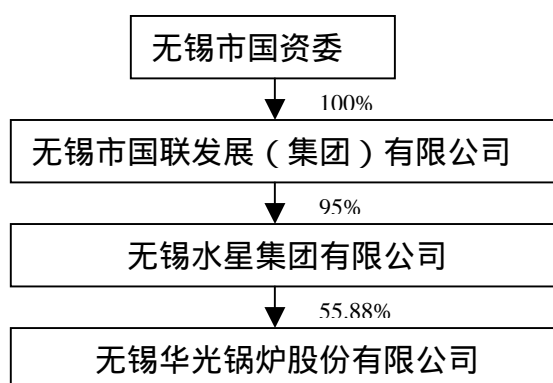 无锡市国资委
100%
无锡市国联发展（集团）有限公司
95%
无锡水星集团有限公司
55.88%
无锡华光锅炉股份有限公司